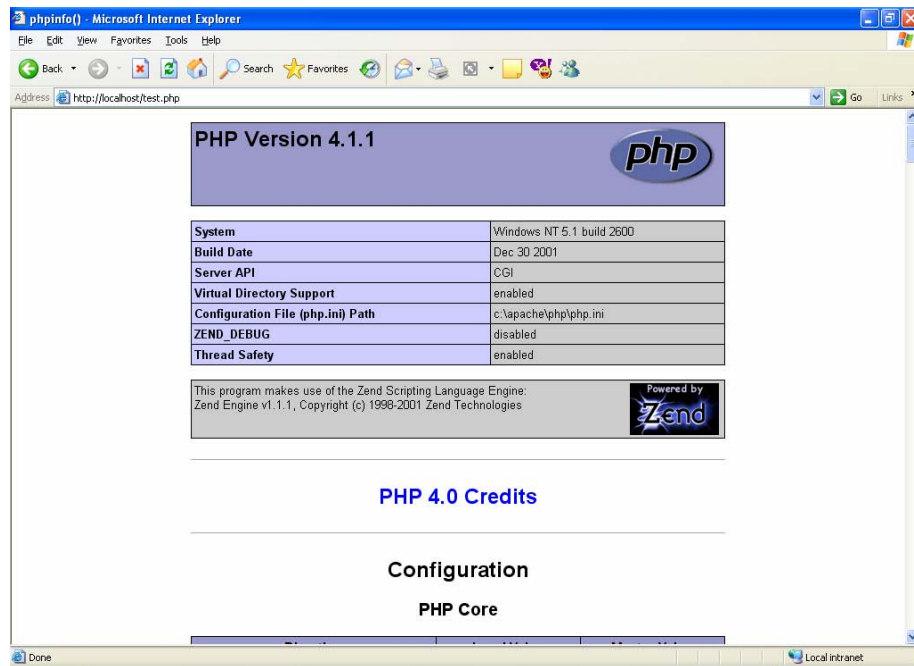 phpinfo() - Microsoft Internet Explorer
File Edit View Favorites Tools Help
Back Search Favorites
Address http://localhost/test.php Go Links
PHP Version 4.1.1
php
System Windows NT 5.1 build 2600
Build Date Dec 30 2001
Server API CGI
Virtual Directory Support enabled
Configuration File (php.ini) Path c:\apache\php\php.ini
ZEND_DEBUG disabled
Thread Safety enabled
This program makes use of the Zend Scripting Language Engine:
Zend Engine v1.1.1, Copyright (c) 1998-2001 Zend Technologies
Powered by
Zend
PHP 4.0 Credits
Configuration
PHP Core
Done Local intranet